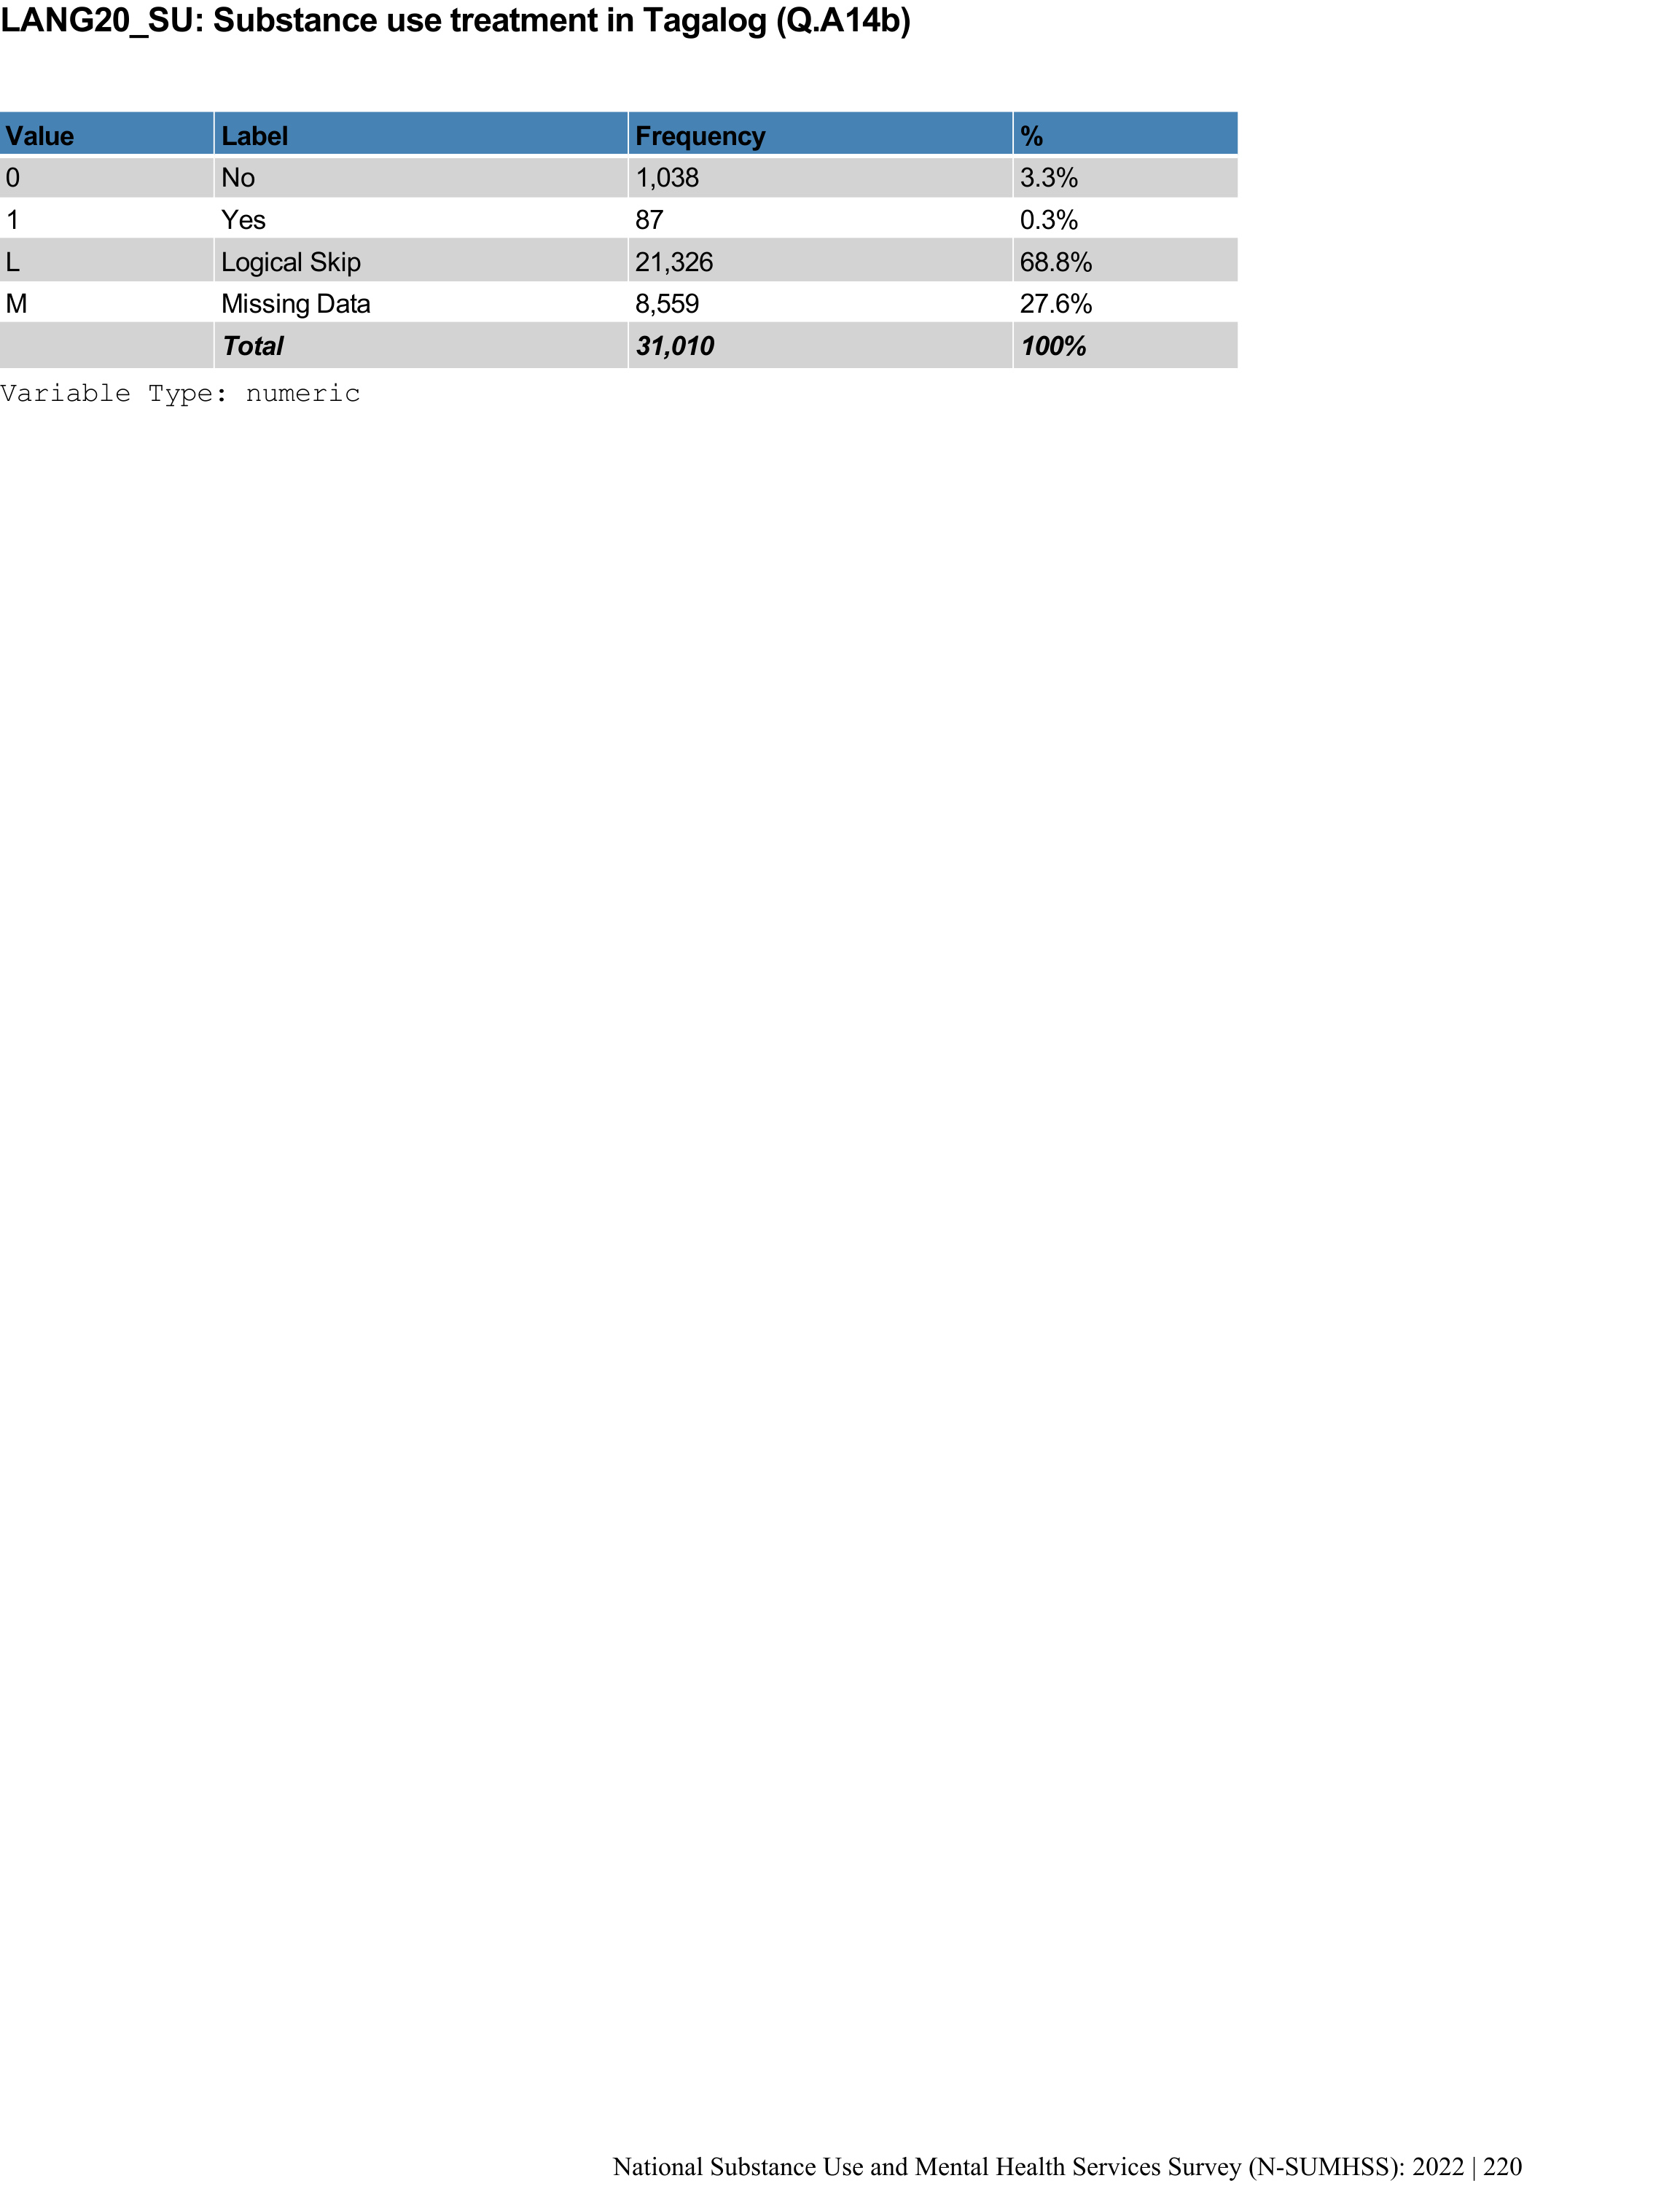 LANG20_SU: Substance use treatment in Tagalog (Q.A14b)
Value Label Frequency %
0 No 1,038 3.3%
1 Yes 87 0.3%
L Logical Skip 21,326 68.8%
M Missing Data 8,559 27.6%
Total 31,010 100%
Variable Type: numeric
National Substance Use and Mental Health Services Survey (N-SUMHSS): 2022 | 220